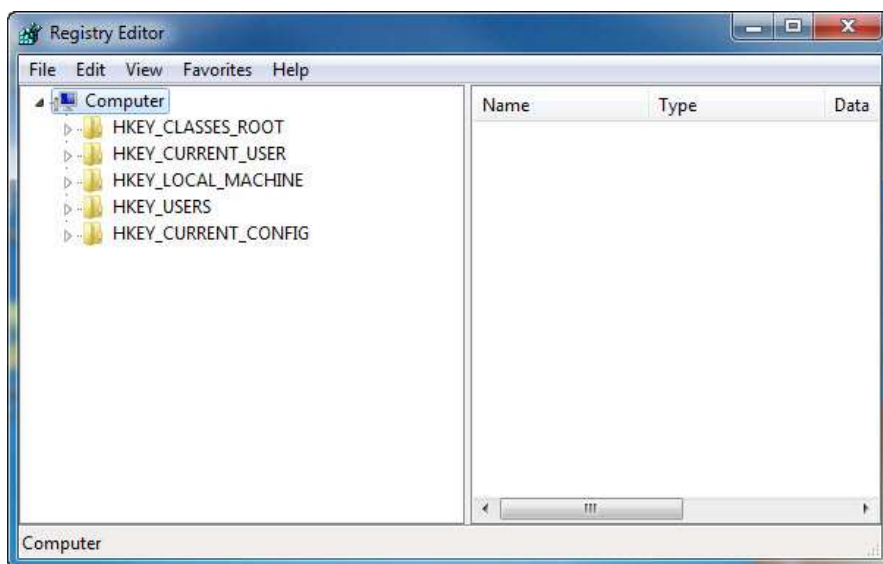 Registry Editor
File Edit View Favorites Help
Computer
HKEY_CLASSES_ROOT
HKEY_CURRENT_USER
HKEY_LOCAL_MACHINE
HKEY_USERS
HKEY_CURRENT_CONFIG
Name Type Data
Computer